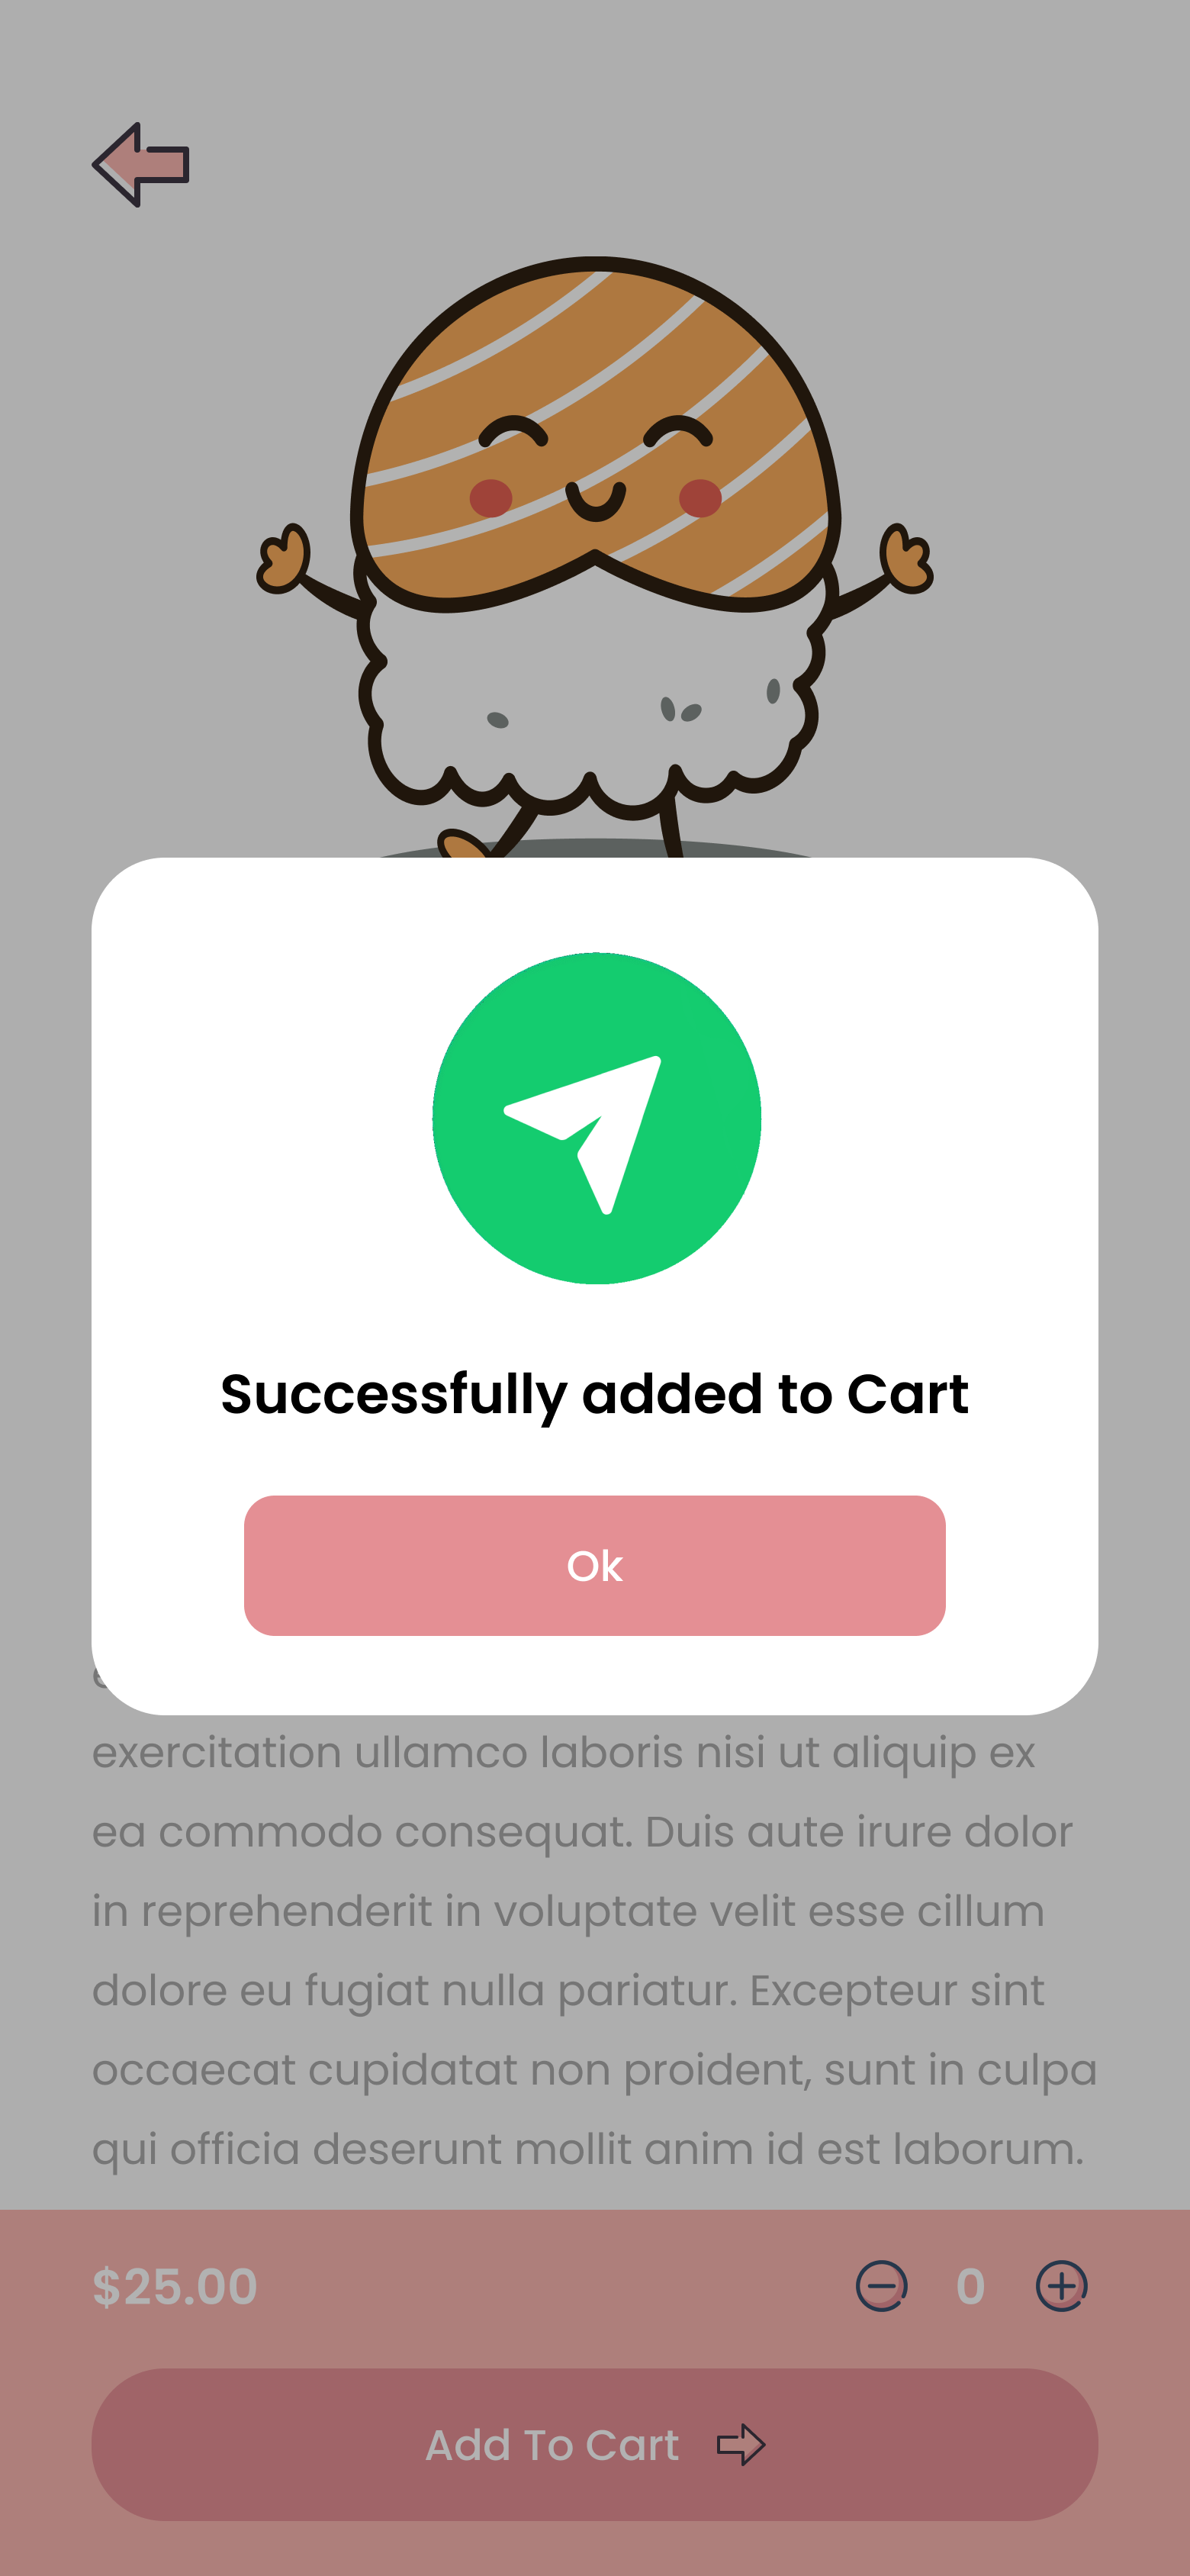 Successfully added to Cart
Ok
exercitation ullamco laboris nisi ut aliquip ex
ea commodo consequat. Duis aute irure dolor
in reprehenderit in voluptate velit esse cillum
dolore eu fugiat nulla pariatur. Excepteur sint
occaecat cupidatat non proident, sunt in culpa
qui officia deserunt mollit anim id est laborum.
$25.00 0
Add To Cart